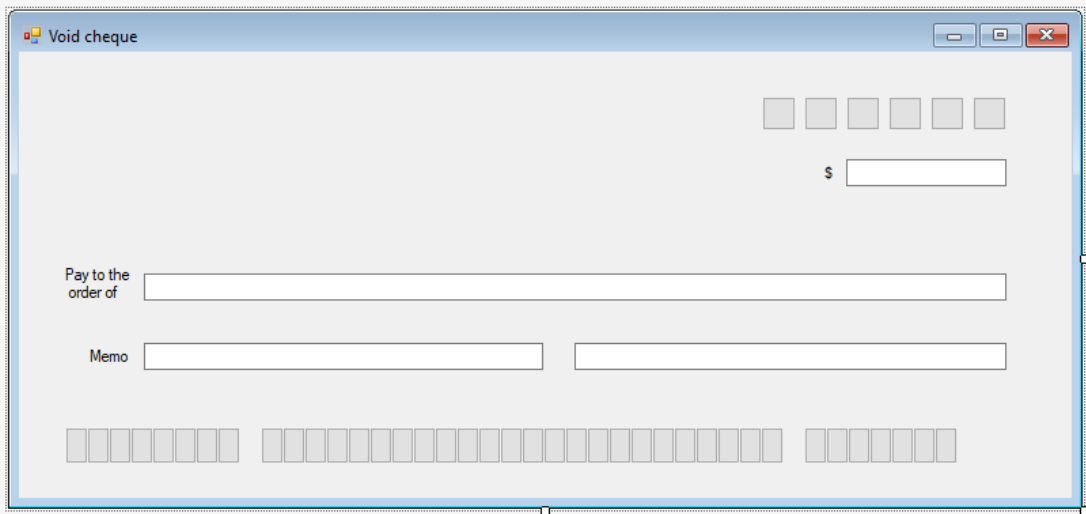 Void cheque
$
Pay to the
order of
Memo